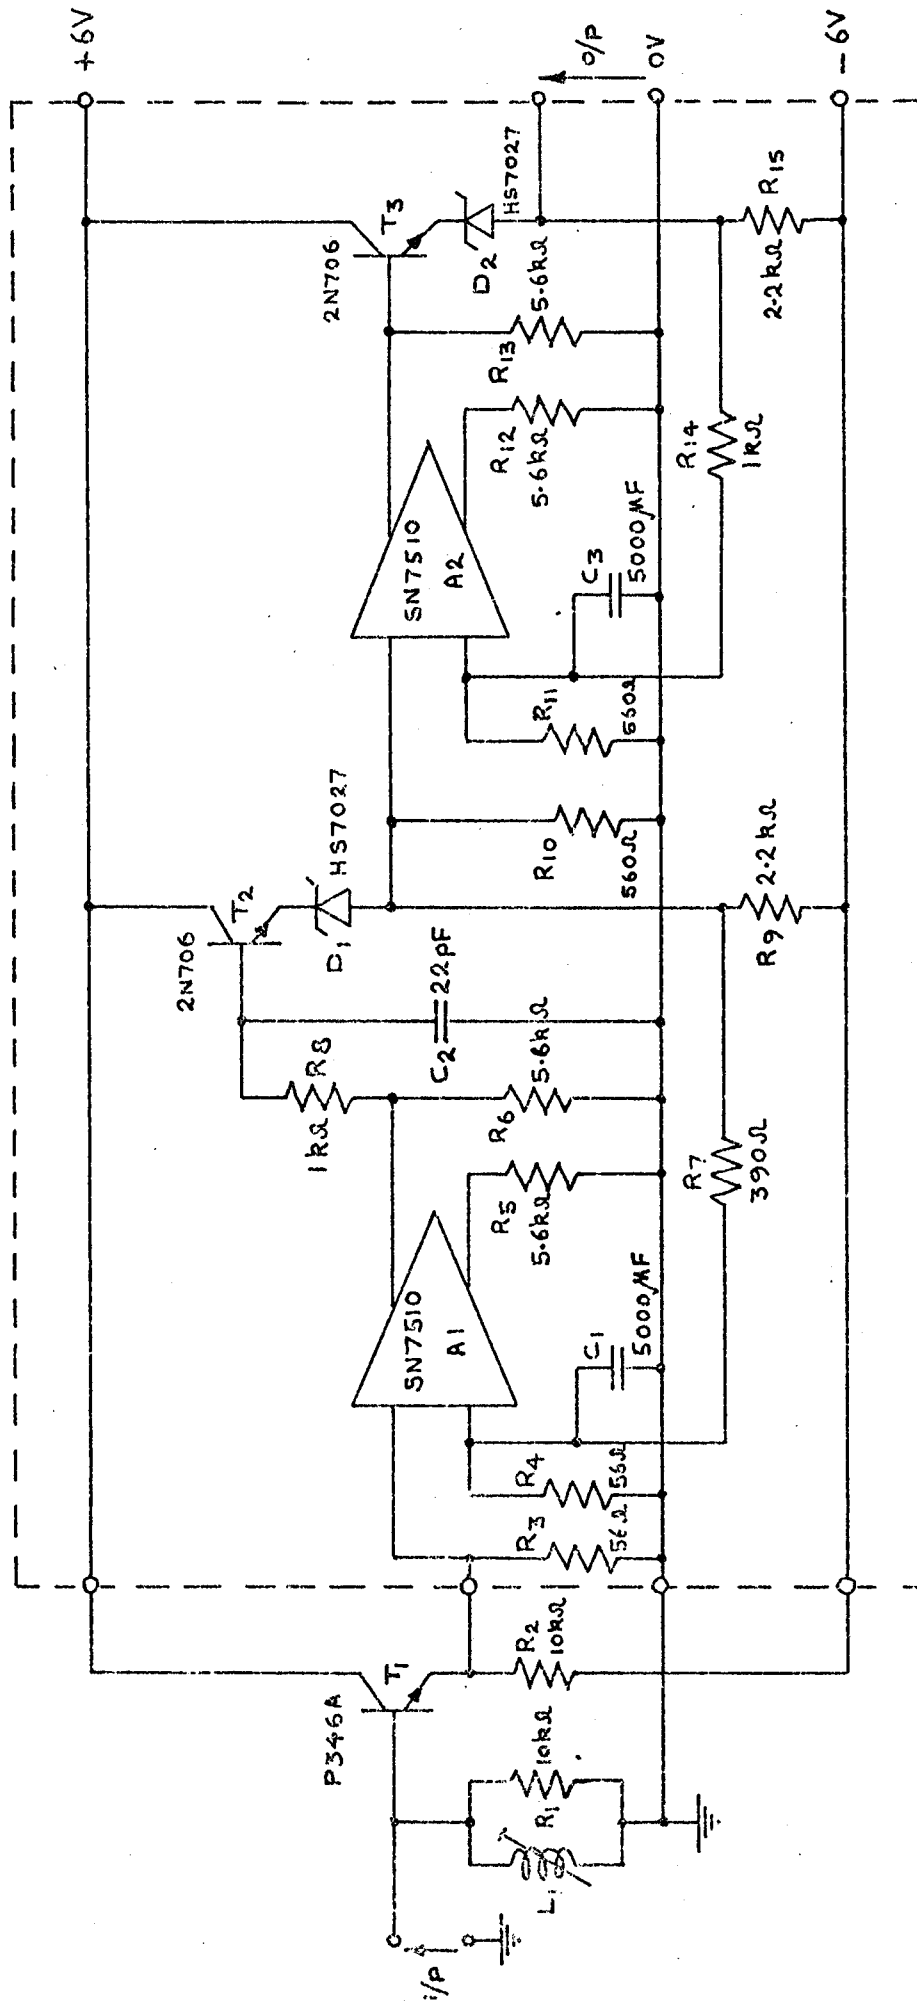 i/p
L1
R1
10kΩ
P346A
T1
R2
10kΩ
R3
56Ω
R4
56Ω
C1
5000µF
SN7510
A1
R5
5.6kΩ
R6
5.6kΩ
R7
390Ω
R8
1kΩ
C2
22pF
2N706
T2
D1
HS7027
R9
2.2kΩ
R10
560Ω
R11
560Ω
C3
5000µF
SN7510
A2
R12
5.6kΩ
R13
5.6kΩ
R14
1kΩ
2N706
T3
D2
HS7027
R15
2.2kΩ
+6V
o/p
0V
-6V